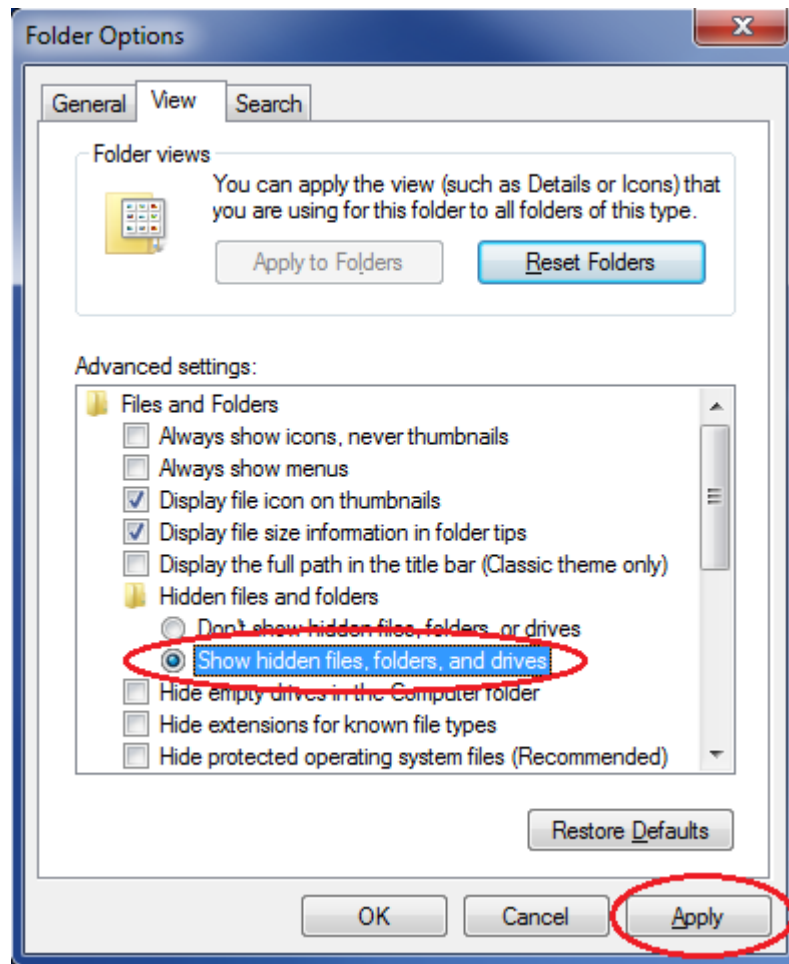 Folder Options
General View Search
Folder views
You can apply the view (such as Details or Icons) that
you are using for this folder to all folders of this type.
Apply to Folders Reset Folders
Advanced settings:
Files and Folders
Always show icons, never thumbnails
Always show menus
Display file icon on thumbnails
Display file size information in folder tips
Display the full path in the title bar (Classic theme only)
Hidden files and folders
Don't show hidden files, folders, or drives
Show hidden files, folders, and drives
Hide empty drives in the Computer folder
Hide extensions for known file types
Hide protected operating system files (Recommended)
Restore Defaults
OK Cancel Apply